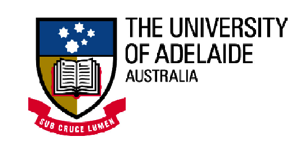 THE UNIVERSITY
OF ADELAIDE
AUSTRALIA
SUB CRUCE LUMEN